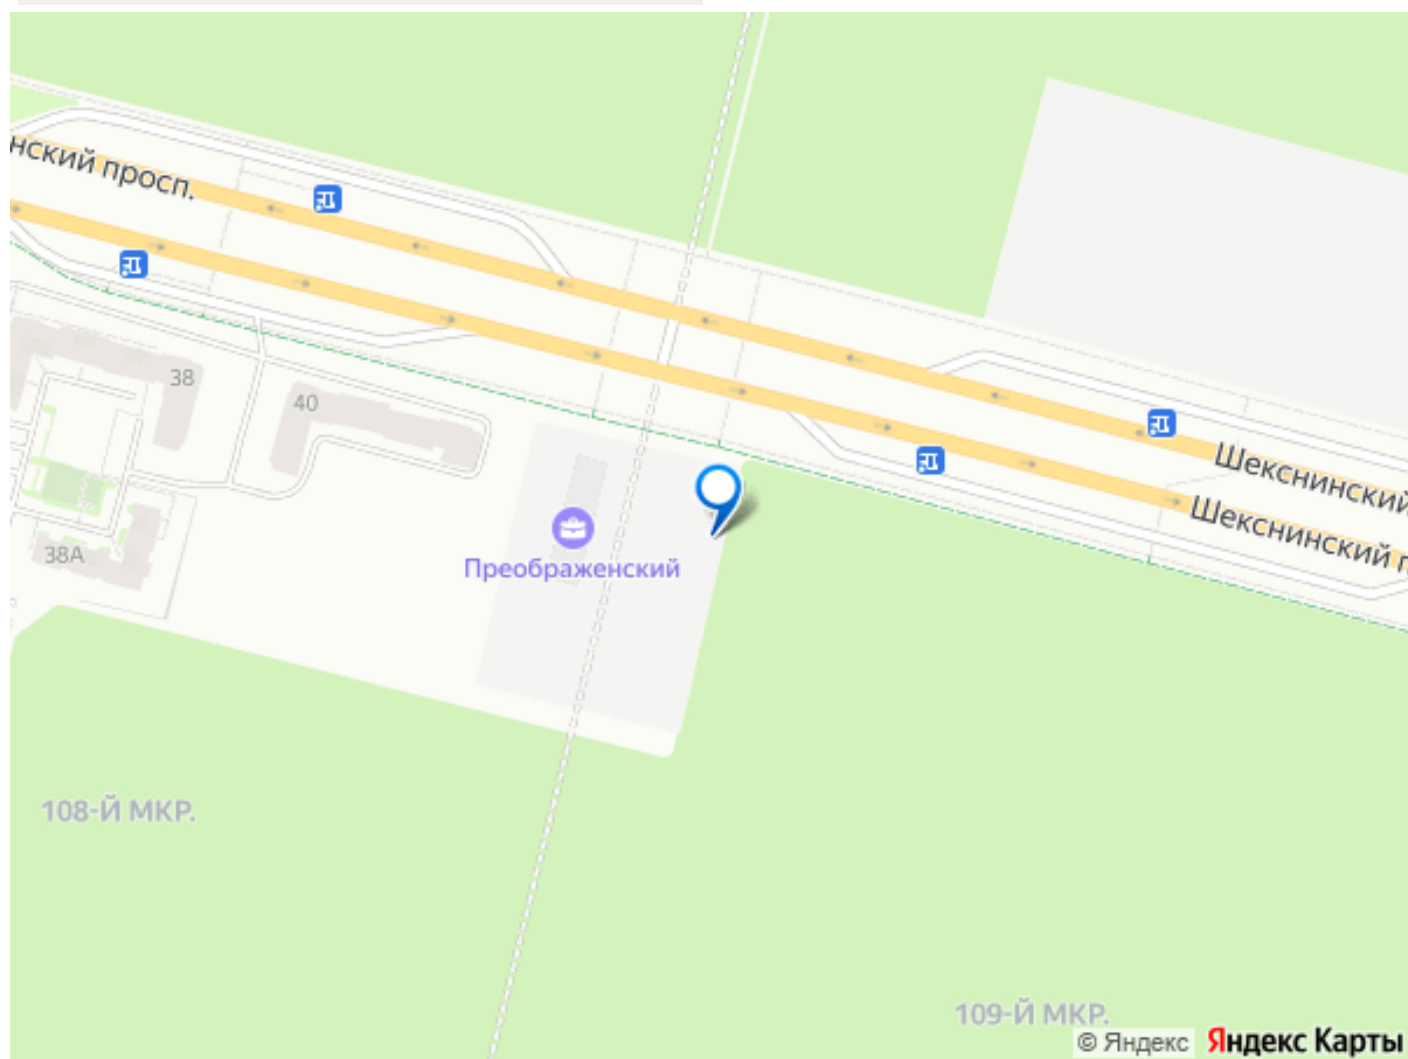 нский просп.
38
40
Шекснинский
Шекснинский п
Преображенский
38А
108-Й МКР.
109-Й МКР.
© Яндекс Яндекс Карты